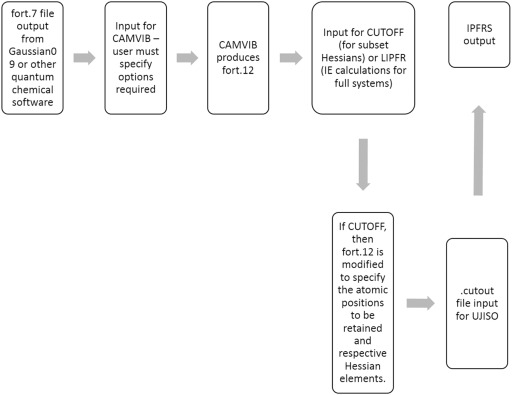 fort.7 file
output
from
Gaussian0
9 or other
quantum
chemical
software
Input for
CAMVIB –
user must
specify
options
required
CAMVIB
produces
fort.12
Input for CUTOFF
(for subset
Hessians) or LIPFR
(IE calculations for
full systems)
IPFRS
output
If CUTOFF,
then
fort.12 is
modified
to specify
the atomic
positions
to be
retained
and
respective
Hessian
elements.
.cutout
file input
for UJISO